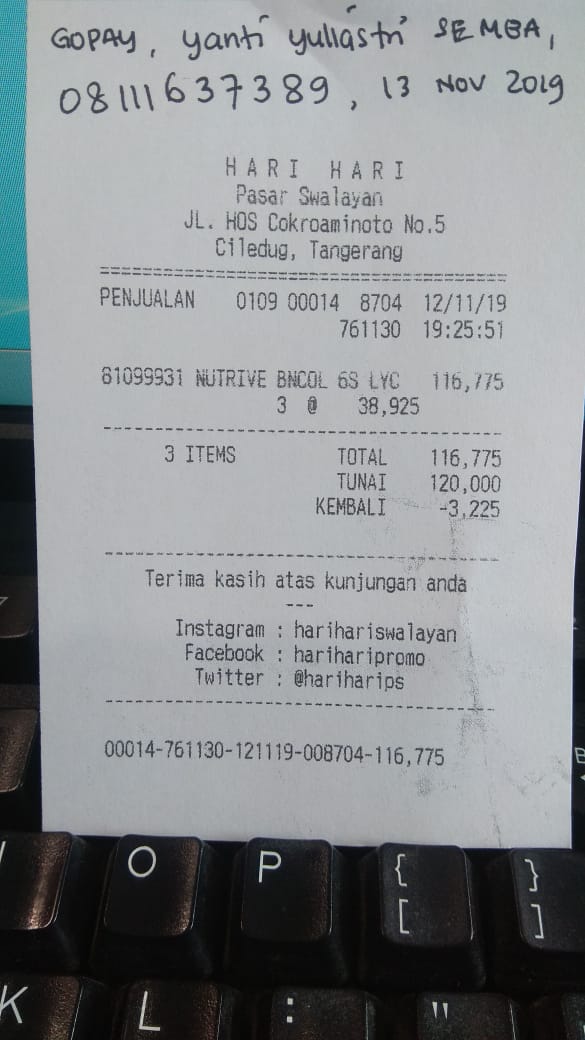 GOPAY, yanti yuliastri SEMBA,
08111637389, 13 NOV 2019
HARI HARI
Pasar Swalayan
JL. HOS Cokroaminoto No.5
Ciledug, Tangerang
==========================================
PENJUALAN 0109 00014 8704 12/11/19
761130 19:25:51
81099931 NUTRIVE BNCOL 6S LYC 116,775
3 @ 38,925
------------------------------------------
3 ITEMS TOTAL 116,775
TUNAI 120,000
KEMBALI -3,225
------------------------------------------
Terima kasih atas kunjungan anda
---
Instagram : harihariswalayan
Facebook : hariharipromo
Twitter : @hariharips
------------------------------------------
00014-761130-121119-008704-116,775
O P { }
[ ]
K L : "